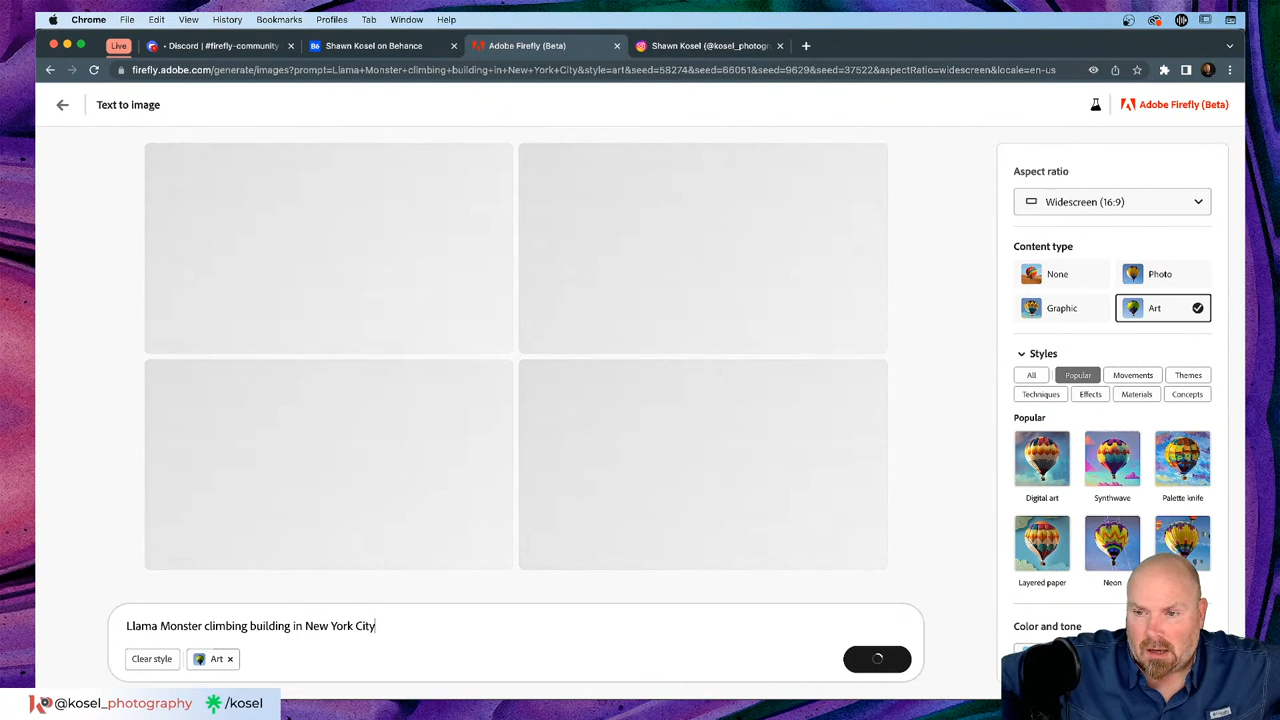 Chrome File Edit View History Bookmarks Profiles Tab Window Help
Live • Discord | #firefly-community Bē Shawn Kosel on Behance Adobe Firefly (Beta) Shawn Kosel (@kosel_photogr
firefly.adobe.com/generate/images?prompt=Llama+Monster+climbing+building+in+New+York+City&style=art&seed=58274&seed=66051&seed=9629&seed=37522&aspectRatio=widescreen&locale=en-us
Text to image
Adobe Firefly (Beta)
Aspect ratio
Widescreen (16:9)
Content type
None Photo
Graphic Art
Styles
All Popular Movements Themes
Techniques Effects Materials Concepts
Popular
Digital art Synthwave Palette knife
Layered paper Neon
Color and tone
Llama Monster climbing building in New York City
Clear style Art
@kosel_photography /kosel